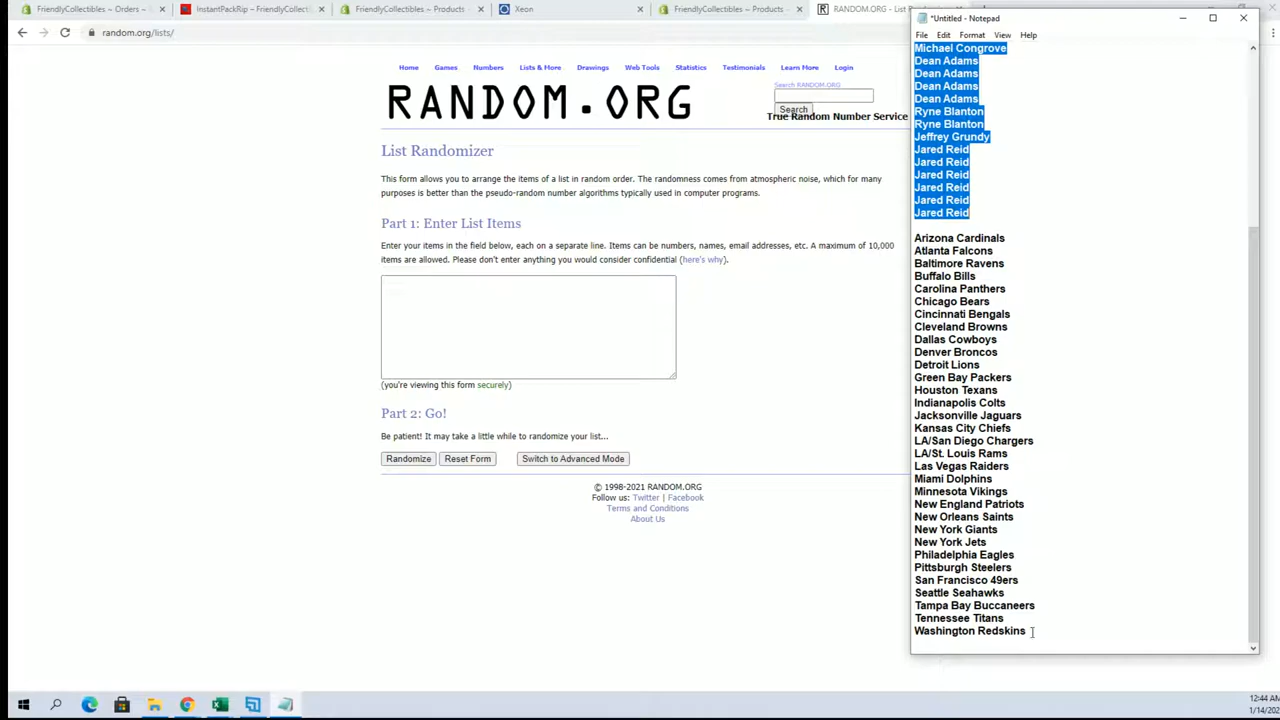 FriendlyCollectibles ~ Orders ~
InstantPackRip – FriendlyCollect
FriendlyCollectibles ~ Products
Xeon
FriendlyCollectibles ~ Products
RANDOM.ORG - List R
random.org/lists/
Home Games Numbers Lists & More Drawings Web Tools Statistics Testimonials Learn More Login
RANDOM.ORG
Search RANDOM.ORG
Search
True Random Number Service
List Randomizer
This form allows you to arrange the items of a list in random order. The randomness comes from atmospheric noise, which for many
purposes is better than the pseudo-random number algorithms typically used in computer programs.
Part 1: Enter List Items
Enter your items in the field below, each on a separate line. Items can be numbers, names, email addresses, etc. A maximum of 10,000
items are allowed. Please don't enter anything you would consider confidential (here's why).
(you're viewing this form securely)
Part 2: Go!
Be patient! It may take a little while to randomize your list...
Randomize Reset Form Switch to Advanced Mode
© 1998-2021 RANDOM.ORG
Follow us: Twitter | Facebook
Terms and Conditions
About Us
*Untitled - Notepad
File Edit Format View Help
Michael Congrove
Dean Adams
Dean Adams
Dean Adams
Dean Adams
Ryne Blanton
Ryne Blanton
Jeffrey Grundy
Jared Reid
Jared Reid
Jared Reid
Jared Reid
Jared Reid
Jared Reid
Arizona Cardinals
Atlanta Falcons
Baltimore Ravens
Buffalo Bills
Carolina Panthers
Chicago Bears
Cincinnati Bengals
Cleveland Browns
Dallas Cowboys
Denver Broncos
Detroit Lions
Green Bay Packers
Houston Texans
Indianapolis Colts
Jacksonville Jaguars
Kansas City Chiefs
LA/San Diego Chargers
LA/St. Louis Rams
Las Vegas Raiders
Miami Dolphins
Minnesota Vikings
New England Patriots
New Orleans Saints
New York Giants
New York Jets
Philadelphia Eagles
Pittsburgh Steelers
San Francisco 49ers
Seattle Seahawks
Tampa Bay Buccaneers
Tennessee Titans
Washington Redskins
12:44 AM
1/14/202